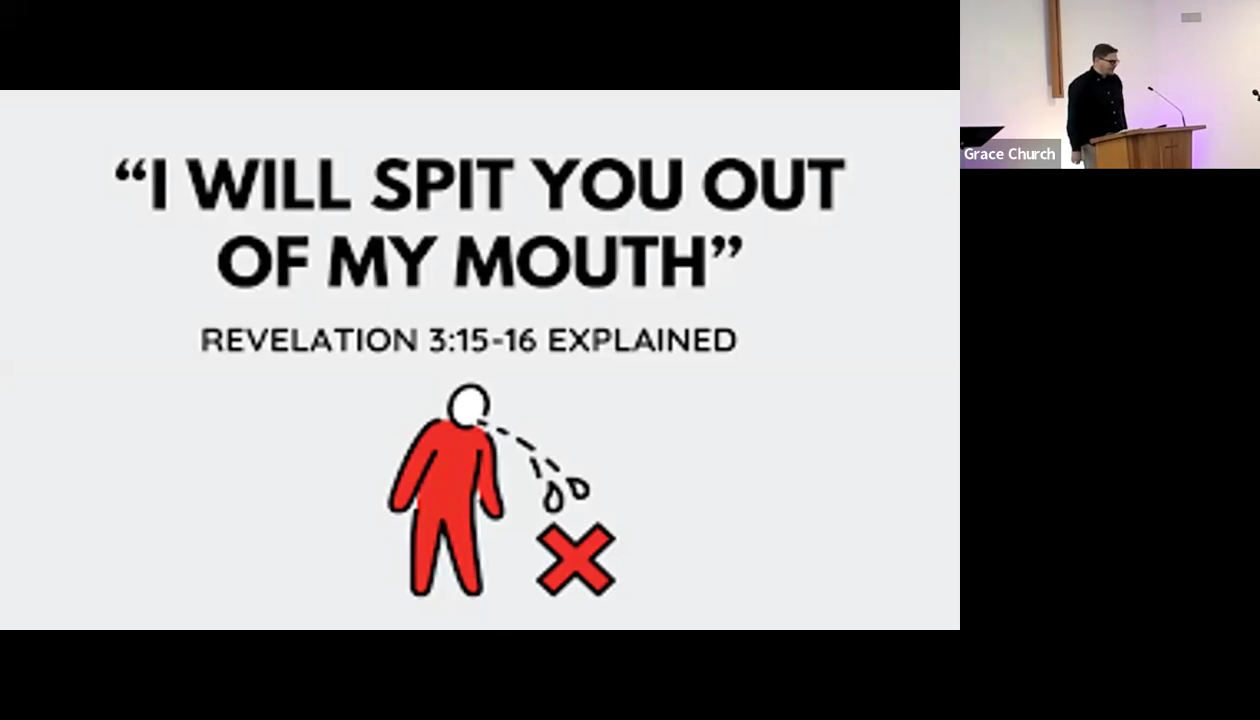 “I WILL SPIT YOU OUT
OF MY MOUTH”
REVELATION 3:15-16 EXPLAINED
Grace Church